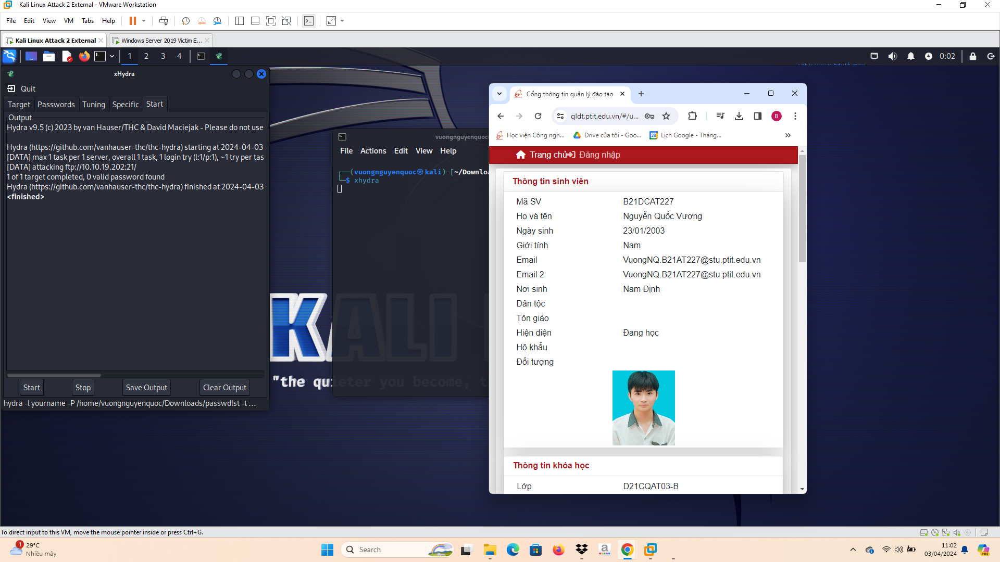 Kali Linux Attack 2 External - VMware Workstation
File Edit View VM Tabs Help
Kali Linux Attack 2 External
Windows Server 2019 Victim E...
1 2 3 4
0:02
xHydra
Quit
Target Passwords Tuning Specific Start
Output
Hydra v9.5 (c) 2023 by van Hauser/THC & David Maciejak - Please do not use
Hydra (https://github.com/vanhauser-thc/thc-hydra) starting at 2024-04-03
[DATA] max 1 task per 1 server, overall 1 task, 1 login try (l:1/p:1), ~1 try per tas
[DATA] attacking ftp://10.10.19.202:21/
1 of 1 target completed, 0 valid password found
Hydra (https://github.com/vanhauser-thc/thc-hydra) finished at 2024-04-03
<finished>
Start Stop Save Output Clear Output
hydra -l yourname -P /home/vuongnguyenquoc/Downloads/passwdlst -t ...
vuongnguyenquoc
File Actions Edit View Help
(vuongnguyenquoc㉿kali)-[~/Downloa
$ xhydra
KALI
"the quieter you become, t
Cổng thông tin quản lý đào tạo
qldt.ptit.edu.vn/#/u...
B
Học viện Công ngh...
Drive của tôi - Goo...
28
Lịch Google - Tháng...
Trang chủ Đăng nhập
Thông tin sinh viên
Mã SV B21DCAT227
Họ và tên Nguyễn Quốc Vượng
Ngày sinh 23/01/2003
Giới tính Nam
Email VuongNQ.B21AT227@stu.ptit.edu.vn
Email 2 VuongNQ.B21AT227@stu.ptit.edu.vn
Nơi sinh Nam Định
Dân tộc
Tôn giáo
Hiện diện Đang học
Hộ khẩu
Đối tượng
Thông tin khóa học
Lớp D21CQAT03-B
To direct input to this VM, move the mouse pointer inside or press Ctrl+G.
1
29°C
Nhiều mây
Search
11:02
03/04/2024
PRE